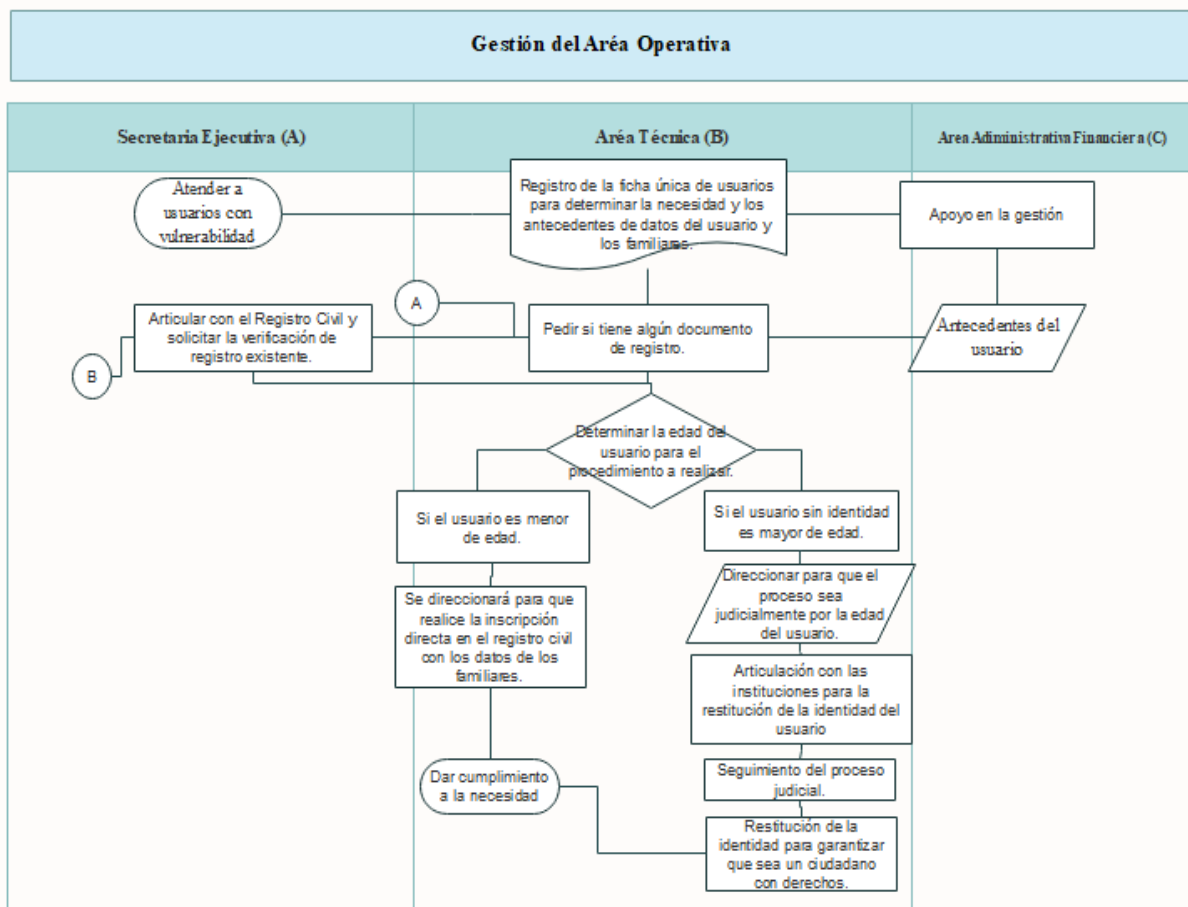 Gestión del Aréa Operativa
Secretaria Ejecutiva (A)
Aréa Técnica (B)
Area Adiministrativa Financiera (C)
Atender a
usuarios con
vulnerabilidad
Registro de la ficha única de usuarios
para determinar la necesidad y los
antecedentes de datos del usuario y
los familiares.
Apoyo en la gestión
A
Articular con el Registro Civil y
solicitar la verificación de
registro existente.
Pedir si tiene algún documento
de registro.
Antecedentes del
usuario
B
Determinar la edad del
usuario para el
procedimiento a realizar.
Si el usuario es menor
de edad.
Si el usuario sin identidad
es mayor de edad.
Se direccionará para que
realice la inscripción
directa en el registro civil
con los datos de los
familiares.
Direccionar para que el
proceso sea
judicialmente por la edad
del usuario.
Articulación con las
instituciones para la
restitución de la identidad del
usuario
Dar cumplimiento
a la necesidad
Seguimiento del proceso
judicial.
Restitución de la
identidad para garantizar
que sea un ciudadano
con derechos.